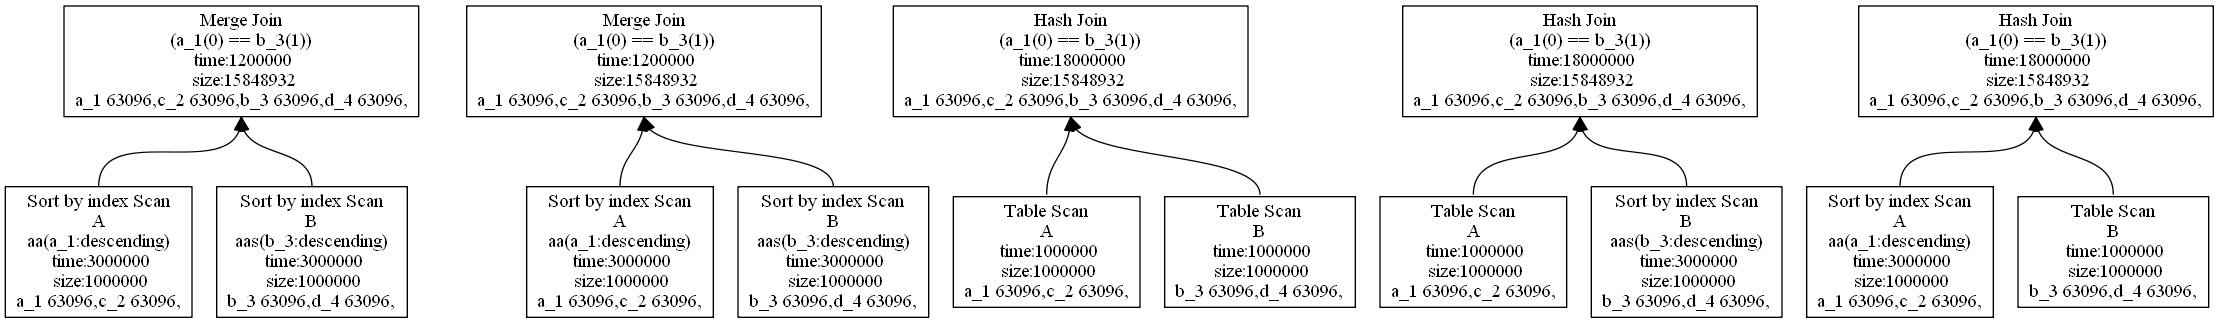 Merge Join
(a_1(0) == b_3(1))
time:1200000
size:15848932
a_1 63096,c_2 63096,b_3 63096,d_4 63096,
Merge Join
(a_1(0) == b_3(1))
time:1200000
size:15848932
a_1 63096,c_2 63096,b_3 63096,d_4 63096,
Hash Join
(a_1(0) == b_3(1))
time:18000000
size:15848932
a_1 63096,c_2 63096,b_3 63096,d_4 63096,
Hash Join
(a_1(0) == b_3(1))
time:18000000
size:15848932
a_1 63096,c_2 63096,b_3 63096,d_4 63096,
Hash Join
(a_1(0) == b_3(1))
time:18000000
size:15848932
a_1 63096,c_2 63096,b_3 63096,d_4 63096,
Sort by index Scan
A
aa(a_1:descending)
time:3000000
size:1000000
a_1 63096,c_2 63096,
Sort by index Scan
B
aas(b_3:descending)
time:3000000
size:1000000
b_3 63096,d_4 63096,
Sort by index Scan
A
aa(a_1:descending)
time:3000000
size:1000000
a_1 63096,c_2 63096,
Sort by index Scan
B
aas(b_3:descending)
time:3000000
size:1000000
b_3 63096,d_4 63096,
Table Scan
A
time:1000000
size:1000000
a_1 63096,c_2 63096,
Table Scan
B
time:1000000
size:1000000
b_3 63096,d_4 63096,
Table Scan
A
time:1000000
size:1000000
a_1 63096,c_2 63096,
Sort by index Scan
B
aas(b_3:descending)
time:3000000
size:1000000
b_3 63096,d_4 63096,
Sort by index Scan
A
aa(a_1:descending)
time:3000000
size:1000000
a_1 63096,c_2 63096,
Table Scan
B
time:1000000
size:1000000
b_3 63096,d_4 63096,